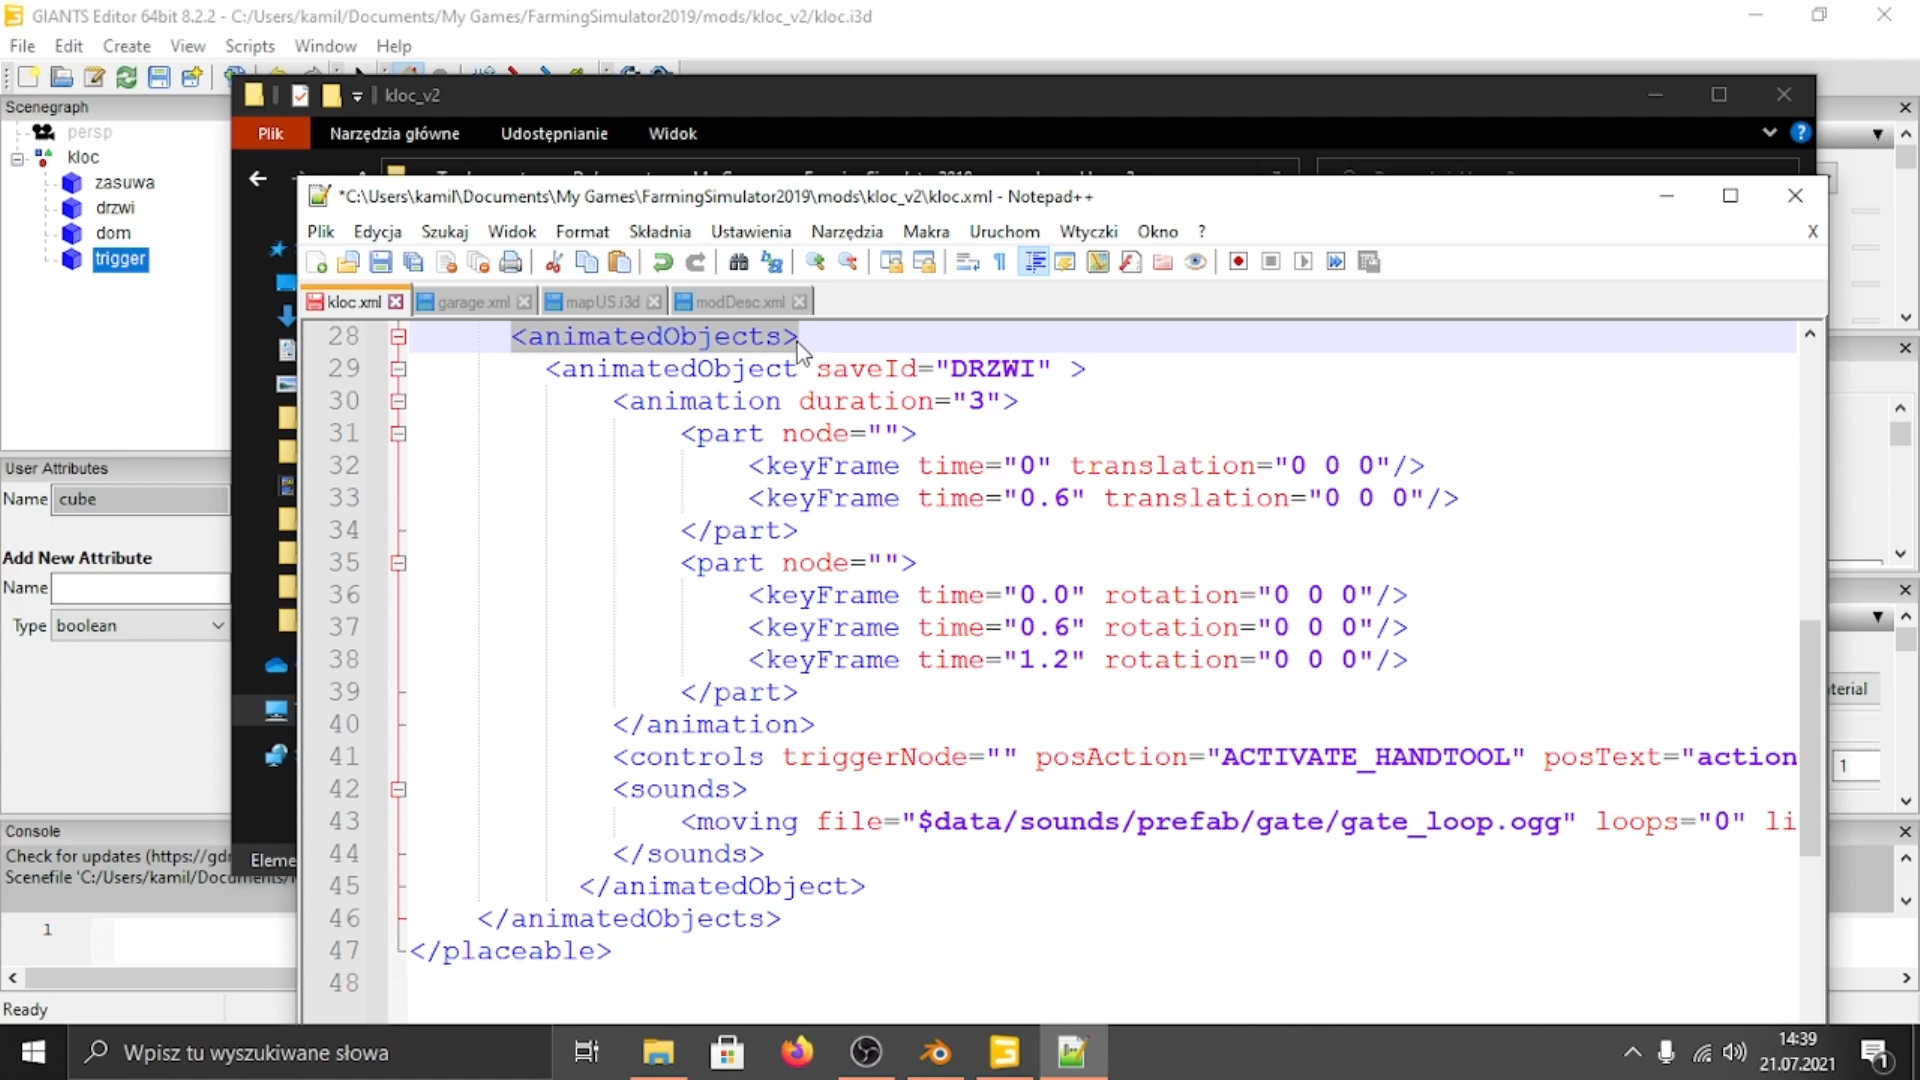 GIANTS Editor 64bit 8.2.2 - C:/Users/kamil/Documents/My Games/FarmingSimulator2019/mods/kloc_v2/kloc.i3d
File Edit Create View Scripts Window Help
Scenegraph
persp
kloc
zasuwa
drzwi
dom
trigger
User Attributes
Name cube
Add New Attribute
Name
Type boolean
Console
Check for updates (https://gdn
Scenefile 'C:/Users/kamil/Documents/
1
Ready
kloc_v2
Plik Narzędzia główne Udostępnianie Widok
Eleme
terial
1
*C:\Users\kamil\Documents\My Games\FarmingSimulator2019\mods\kloc_v2\kloc.xml - Notepad++
Plik Edycja Szukaj Widok Format Składnia Ustawienia Narzędzia Makra Uruchom Wtyczki Okno ? X
kloc.xml garage.xml mapUS.i3d modDesc.xml
28 <animatedObjects>
29 <animatedObject saveId="DRZWI" >
30 <animation duration="3">
31 <part node="">
32 <keyFrame time="0" translation="0 0 0"/>
33 <keyFrame time="0.6" translation="0 0 0"/>
34 </part>
35 <part node="">
36 <keyFrame time="0.0" rotation="0 0 0"/>
37 <keyFrame time="0.6" rotation="0 0 0"/>
38 <keyFrame time="1.2" rotation="0 0 0"/>
39 </part>
40 </animation>
41 <controls triggerNode="" posAction="ACTIVATE_HANDTOOL" posText="action
42 <sounds>
43 <moving file="$data/sounds/prefab/gate/gate_loop.ogg" loops="0" li
44 </sounds>
45 </animatedObject>
46 </animatedObjects>
47 </placeable>
48
Wpisz tu wyszukiwane słowa
14:39
21.07.2021
1